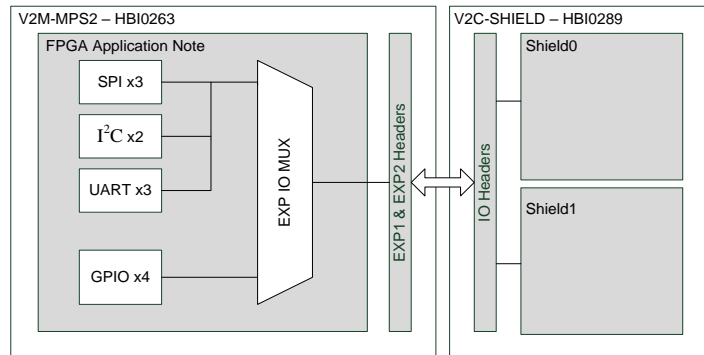 V2M-MPS2 – HBI0263
V2C-SHIELD – HBI0289
FPGA Application Note
Shield0
SPI x3
I²C x2
UART x3
GPIO x4
EXP IO MUX
EXP1 & EXP2 Headers
IO Headers
Shield1